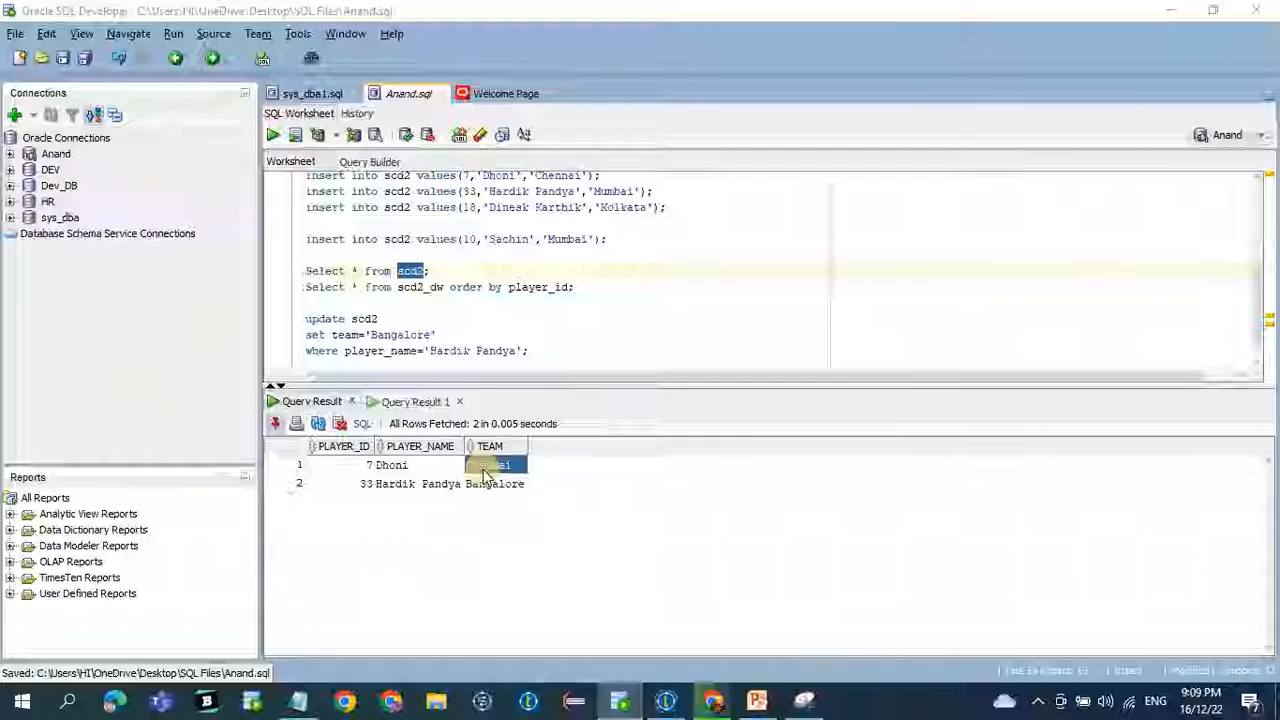 Oracle SQL Developer : C:\Users\HI\OneDrive\Desktop\SQL Files\Anand.sql
File Edit View Navigate Run Source Team Tools Window Help
Connections
Oracle Connections
Anand
DEV
Dev_DB
HR
sys_dba
Database Schema Service Connections
Reports
All Reports
Analytic View Reports
Data Dictionary Reports
Data Modeler Reports
OLAP Reports
TimesTen Reports
User Defined Reports
sys_dba1.sql Anand.sql Welcome Page
SQL Worksheet History
Anand
Worksheet Query Builder
insert into scd2 values(7,'Dhoni','Chennai');
insert into scd2 values(33,'Hardik Pandya','Mumbai');
insert into scd2 values(18,'Dinesk Karthik','Kolkata');
insert into scd2 values(10,'Sachin','Mumbai');
Select * from scd2;
Select * from scd2_dw order by player_id;
update scd2
set team='Bangalore'
where player_name='Hardik Pandya';
Query Result Query Result 1
SQL All Rows Fetched: 2 in 0.005 seconds
PLAYER_ID PLAYER_NAME TEAM
1 7 Dhoni
2 33 Hardik Pandya Bangalore
Saved: C:\Users\HI\OneDrive\Desktop\SQL Files\Anand.sql
ENG
9:09 PM
16/12/22